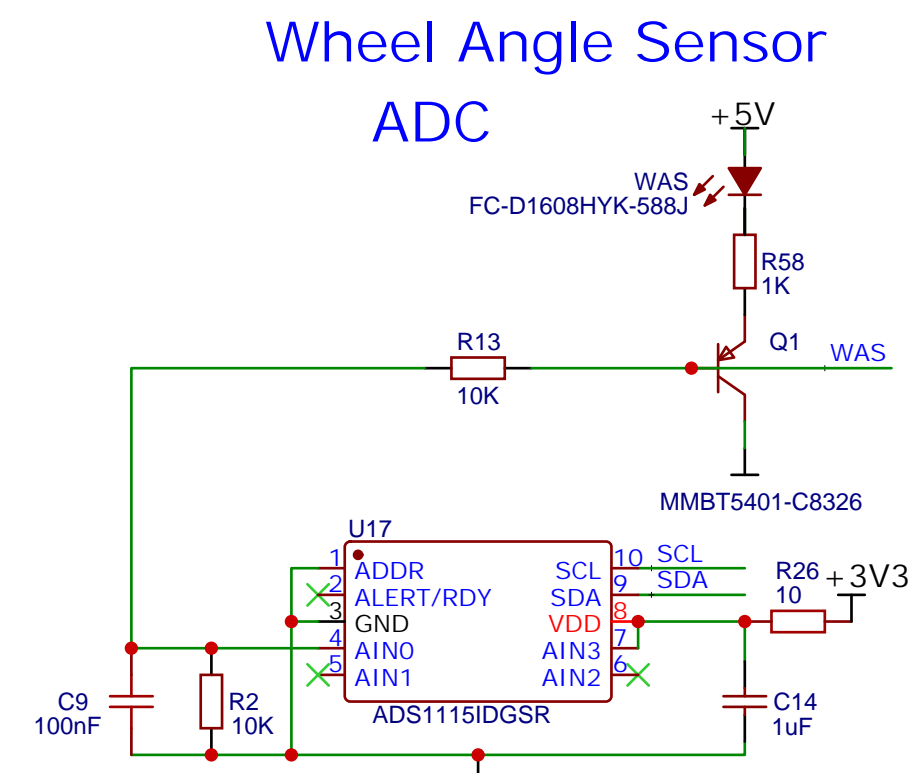 Wheel Angle Sensor
ADC
+5V
WAS
FC-D1608HYK-588J
R58
1K
R13
10K
Q1
WAS
MMBT5401-C8326
U17
1
ADDR
SCL
10
SCL
2
ALERT/RDY
SDA
9
SDA
R26
10
+3V3
3
GND
VDD
8
4
AIN0
AIN3
7
5
AIN1
AIN2
6
C9
100nF
R2
10K
ADS1115IDGSR
C14
1uF